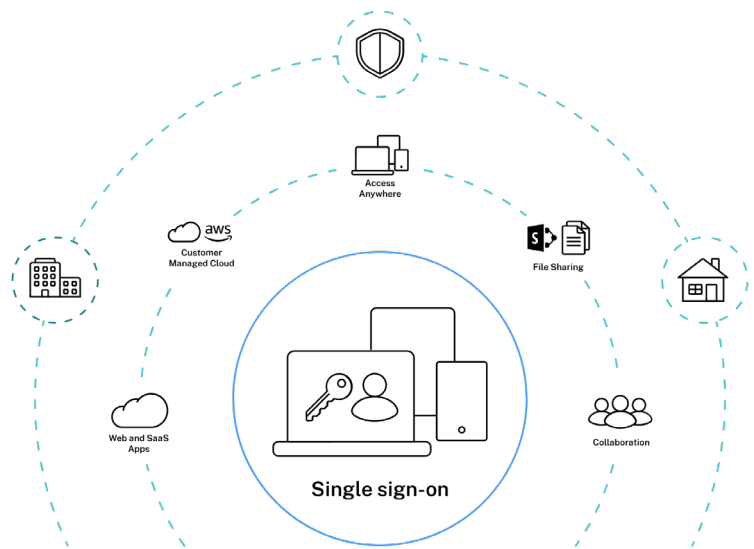 Access
Anywhere
aws
Customer
Managed Cloud
S
File Sharing
Web and SaaS
Apps
Collaboration
Single sign-on